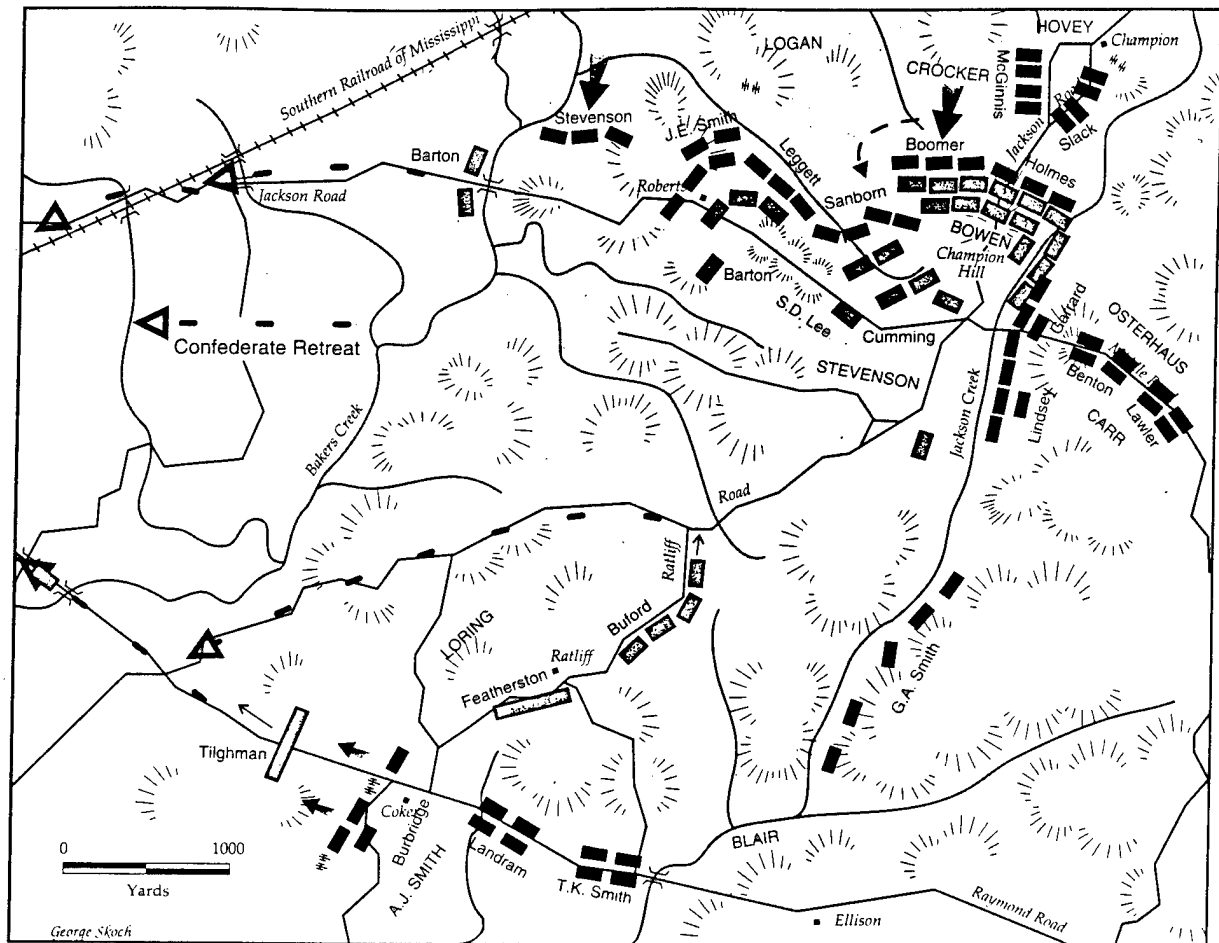 HOVEY
Champion
LOGAN
CROCKER
McGinnis
Southern Railroad of Mississippi
Jackson Road
Slack
Stevenson
J.E. Smith
Boomer
Leggett
Holmes
Barton
Jackson Road
Roberts
Sanborn
BOWEN
Champion
Hill
Barton
S.D. Lee
Cumming
Garrard
OSTERHAUS
Confederate Retreat
STEVENSON
Benton
Lindsey
CARR
Lawler
Jackson Creek
Bakers Creek
Road
Ratliff
LORING
Buford
Ratliff
Featherston
G.A. Smith
Tilghman
Coker
Burbridge
A.J. SMITH
Landram
T.K. Smith
BLAIR
0
1000
Yards
Ellison
Raymond Road
George Skoch